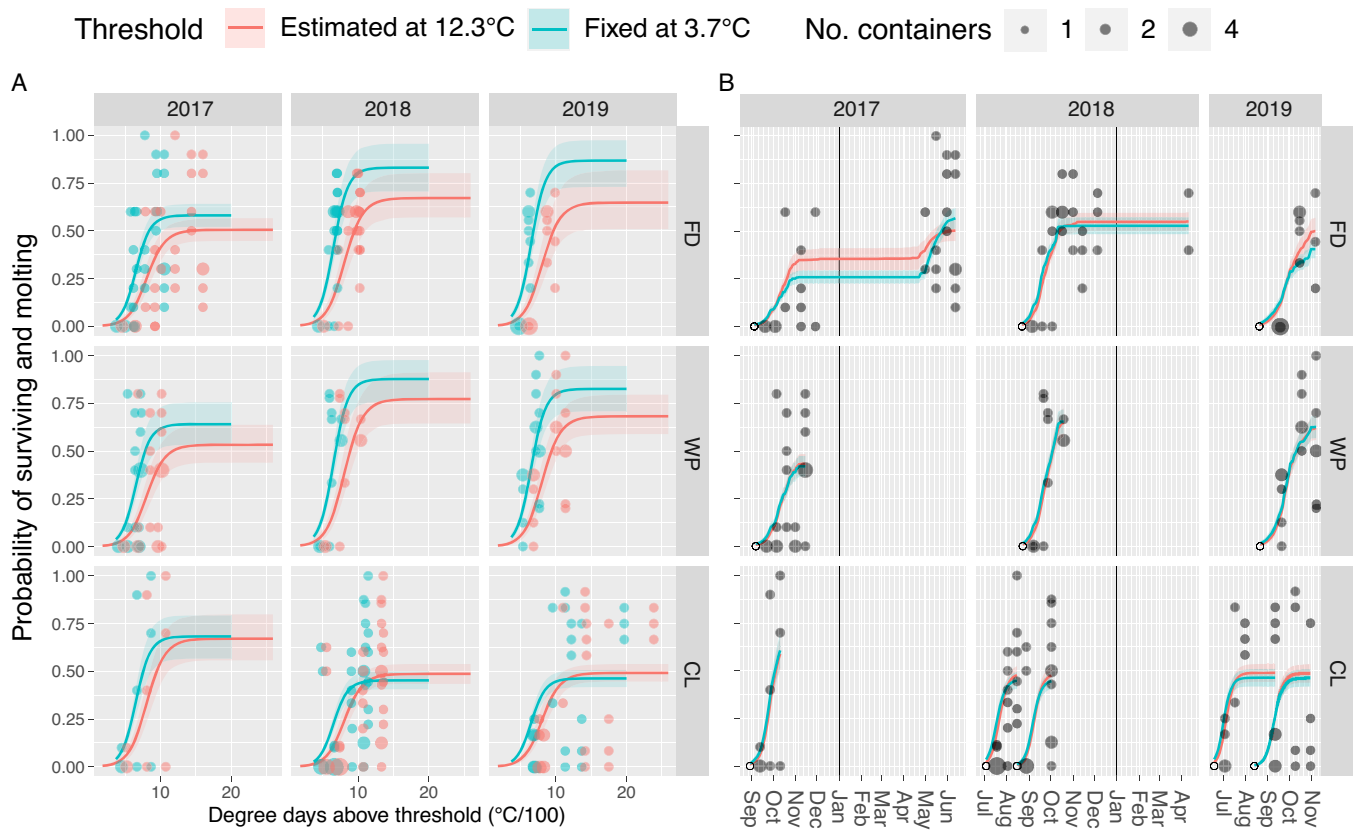 Threshold Estimated at 12.3°C Fixed at 3.7°C No. containers 1 2 4
A B
2017 2018 2019 2017 2018 2019
Probability of surviving and molting
1.00
0.75
0.50
0.25
0.00
FD FD
1.00
0.75
0.50
0.25
0.00
WP WP
1.00
0.75
0.50
0.25
0.00
CL CL
10 20 10 20 10 20
Degree days above threshold (°C/100)
Sep Oct Nov Dec Jan Feb Mar Apr May Jun Jul Aug Sep Oct Nov Dec Jan Feb Mar Apr Jul Aug Sep Oct Nov